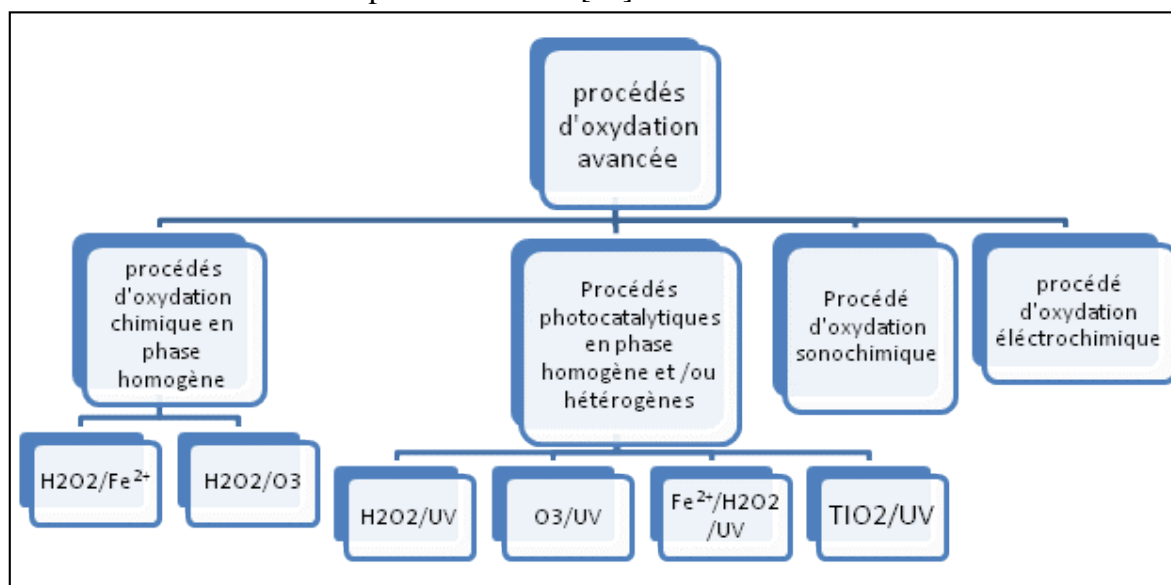 procédés
d'oxydation
avancée
procédés
d'oxydation
chimique en
phase
homogène
Procédés
photocatalytiques
en phase
homogène et /ou
hétérogènes
Procédé
d'oxydation
sonochimique
procédé
d'oxydation
éléctrochimique
H2O2/Fe²⁺
H2O2/O3
H2O2/UV
O3/UV
Fe²⁺/H2O2
/UV
TIO2/UV